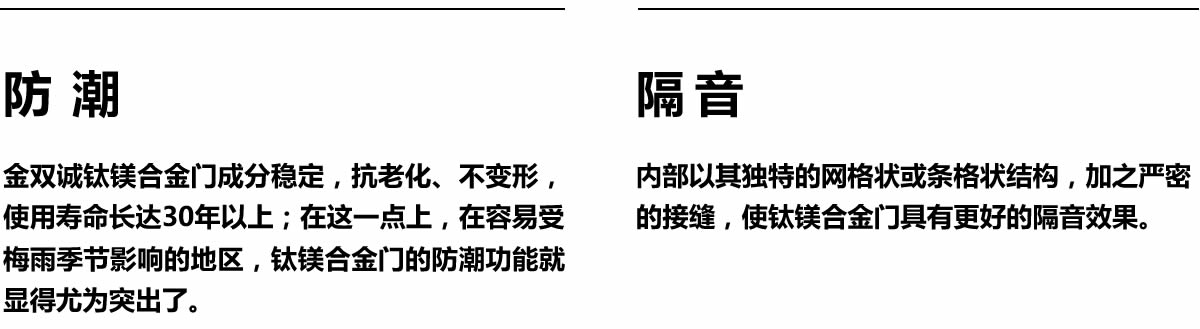 防潮
金双诚钛镁合金门成分稳定，抗老化、不变形，
使用寿命长达30年以上；在这一点上，在容易受
梅雨季节影响的地区，钛镁合金门的防潮功能就
显得尤为突出了。
隔音
内部以其独特的网格状或条格状结构，加之严密
的接缝，使钛镁合金门具有更好的隔音效果。